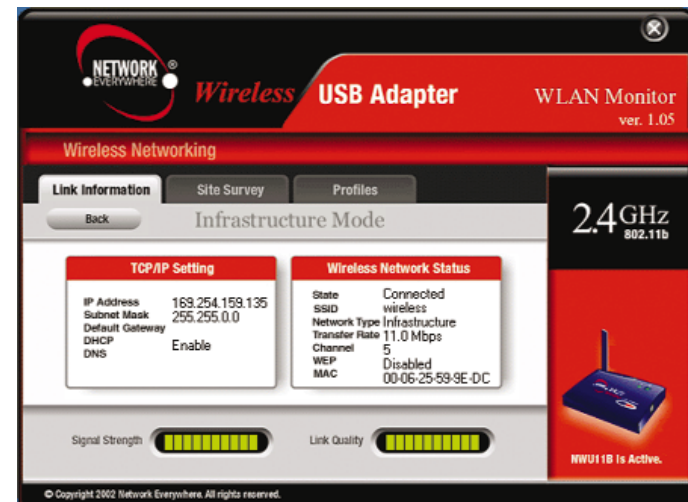 NETWORK ®
EVERYWHERE
Wireless USB Adapter
WLAN Monitor
ver. 1.05
Wireless Networking
Link Information Site Survey Profiles
Back Infrastructure Mode
2.4 GHz
802.11b
TCP/IP Setting
IP Address 169.254.159.135
Subnet Mask 255.255.0.0
Default Gateway
DHCP Enable
DNS
Wireless Network Status
State Connected
SSID wireless
Network Type Infrastructure
Transfer Rate 11.0 Mbps
Channel 5
WEP Disabled
MAC 00-06-25-59-9E-DC
Signal Strength Link Quality
NWU11B Is Active.
© Copyright 2002 Network Everywhere. All rights reserved.